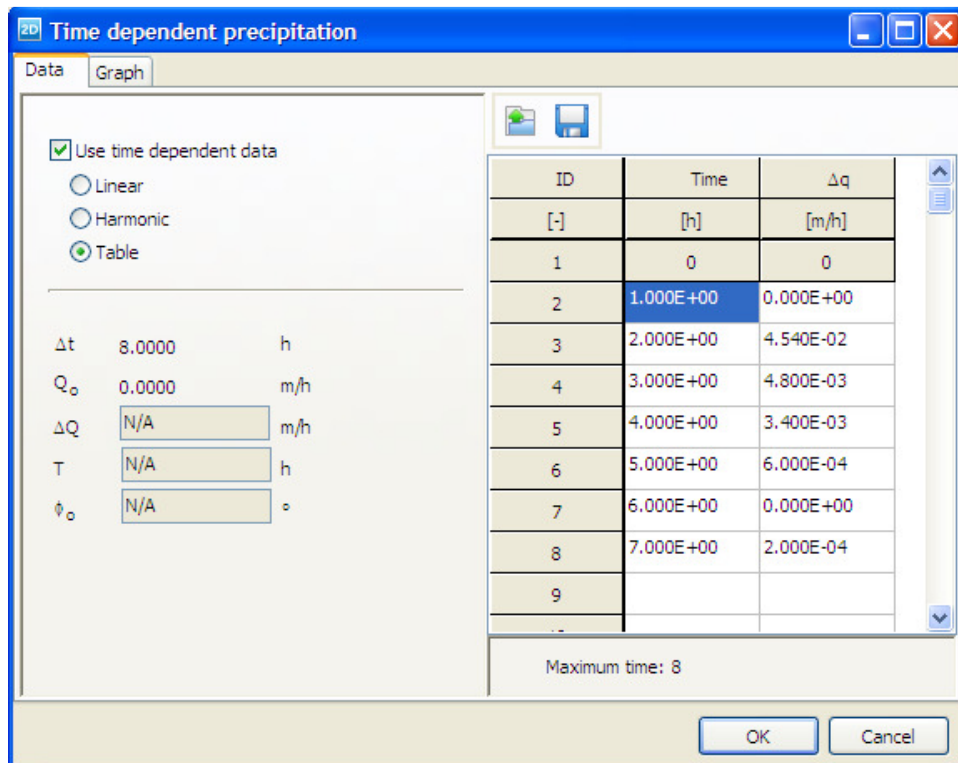 2D Time dependent precipitation
Data Graph
Use time dependent data
Linear
Harmonic
Table
Δt 8.0000 h
Qo 0.0000 m/h
ΔQ N/A m/h
T N/A h
ϕo N/A °
ID Time Δq
[-] [h] [m/h]
1 0 0
2 1.000E+00 0.000E+00
3 2.000E+00 4.540E-02
4 3.000E+00 4.800E-03
5 4.000E+00 3.400E-03
6 5.000E+00 6.000E-04
7 6.000E+00 0.000E+00
8 7.000E+00 2.000E-04
9
Maximum time: 8
OK Cancel